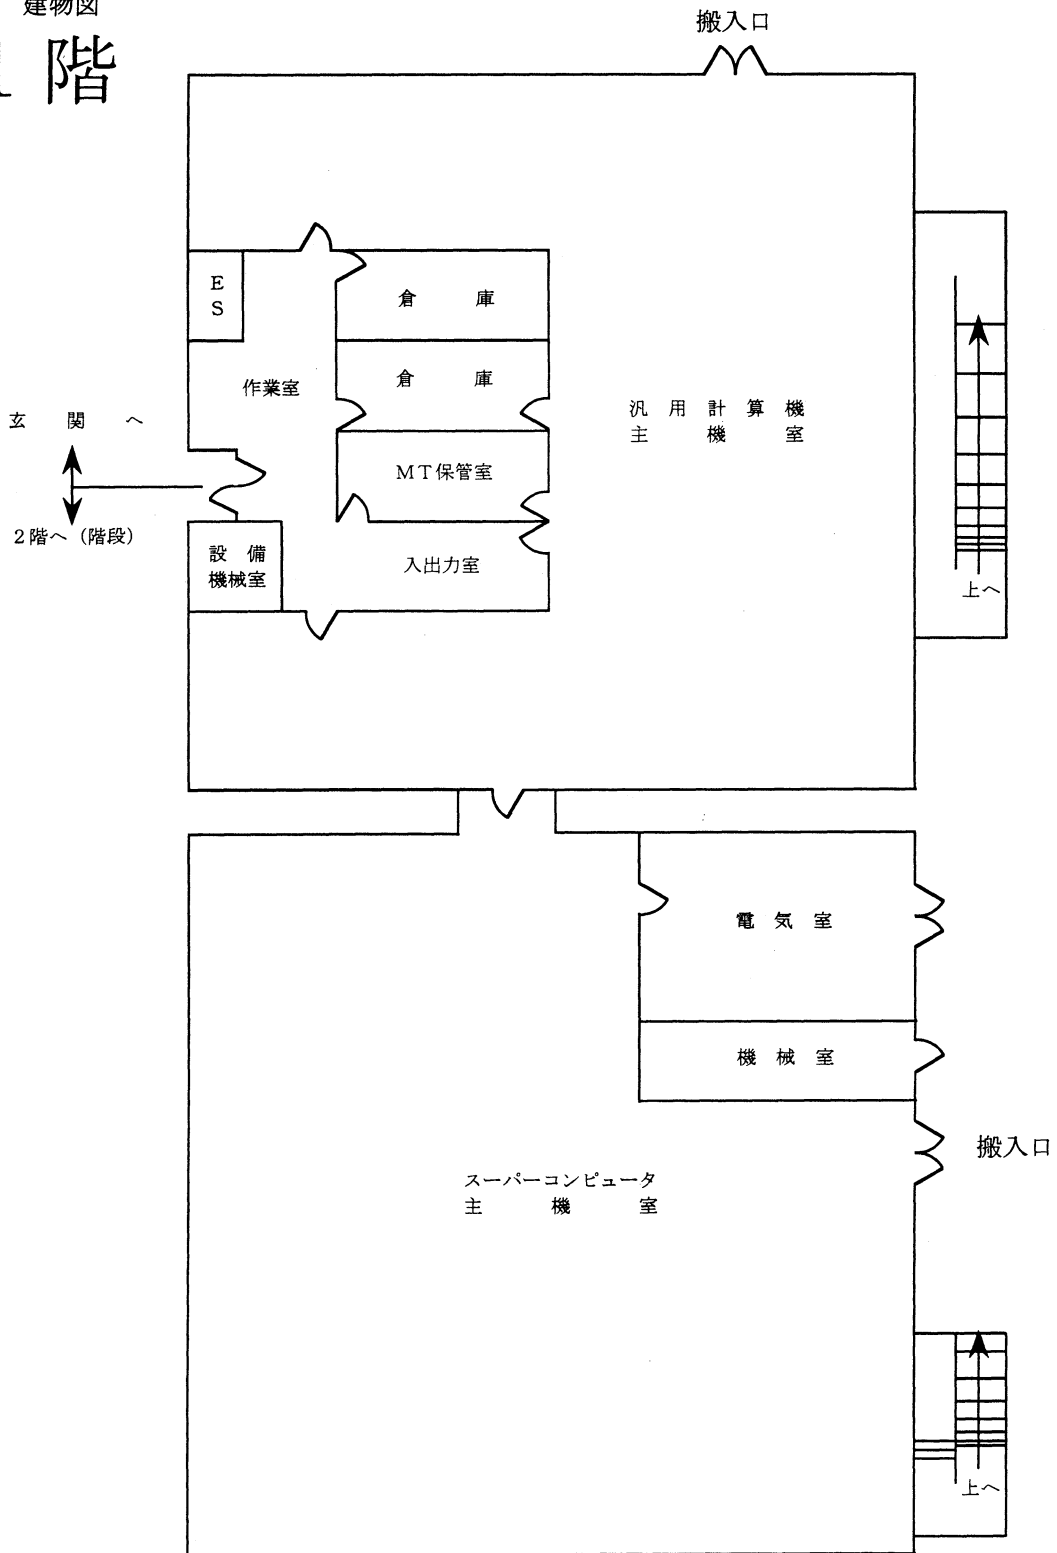 建物図
階
搬入口
E
S
倉 庫
倉 庫
作業室
汎用計算機
主機室
玄関へ
MT保管室
2階へ(階段)
設備
機械室
入出力室
上へ
電気室
機械室
搬入口
スーパーコンピュータ
主機室
上へ